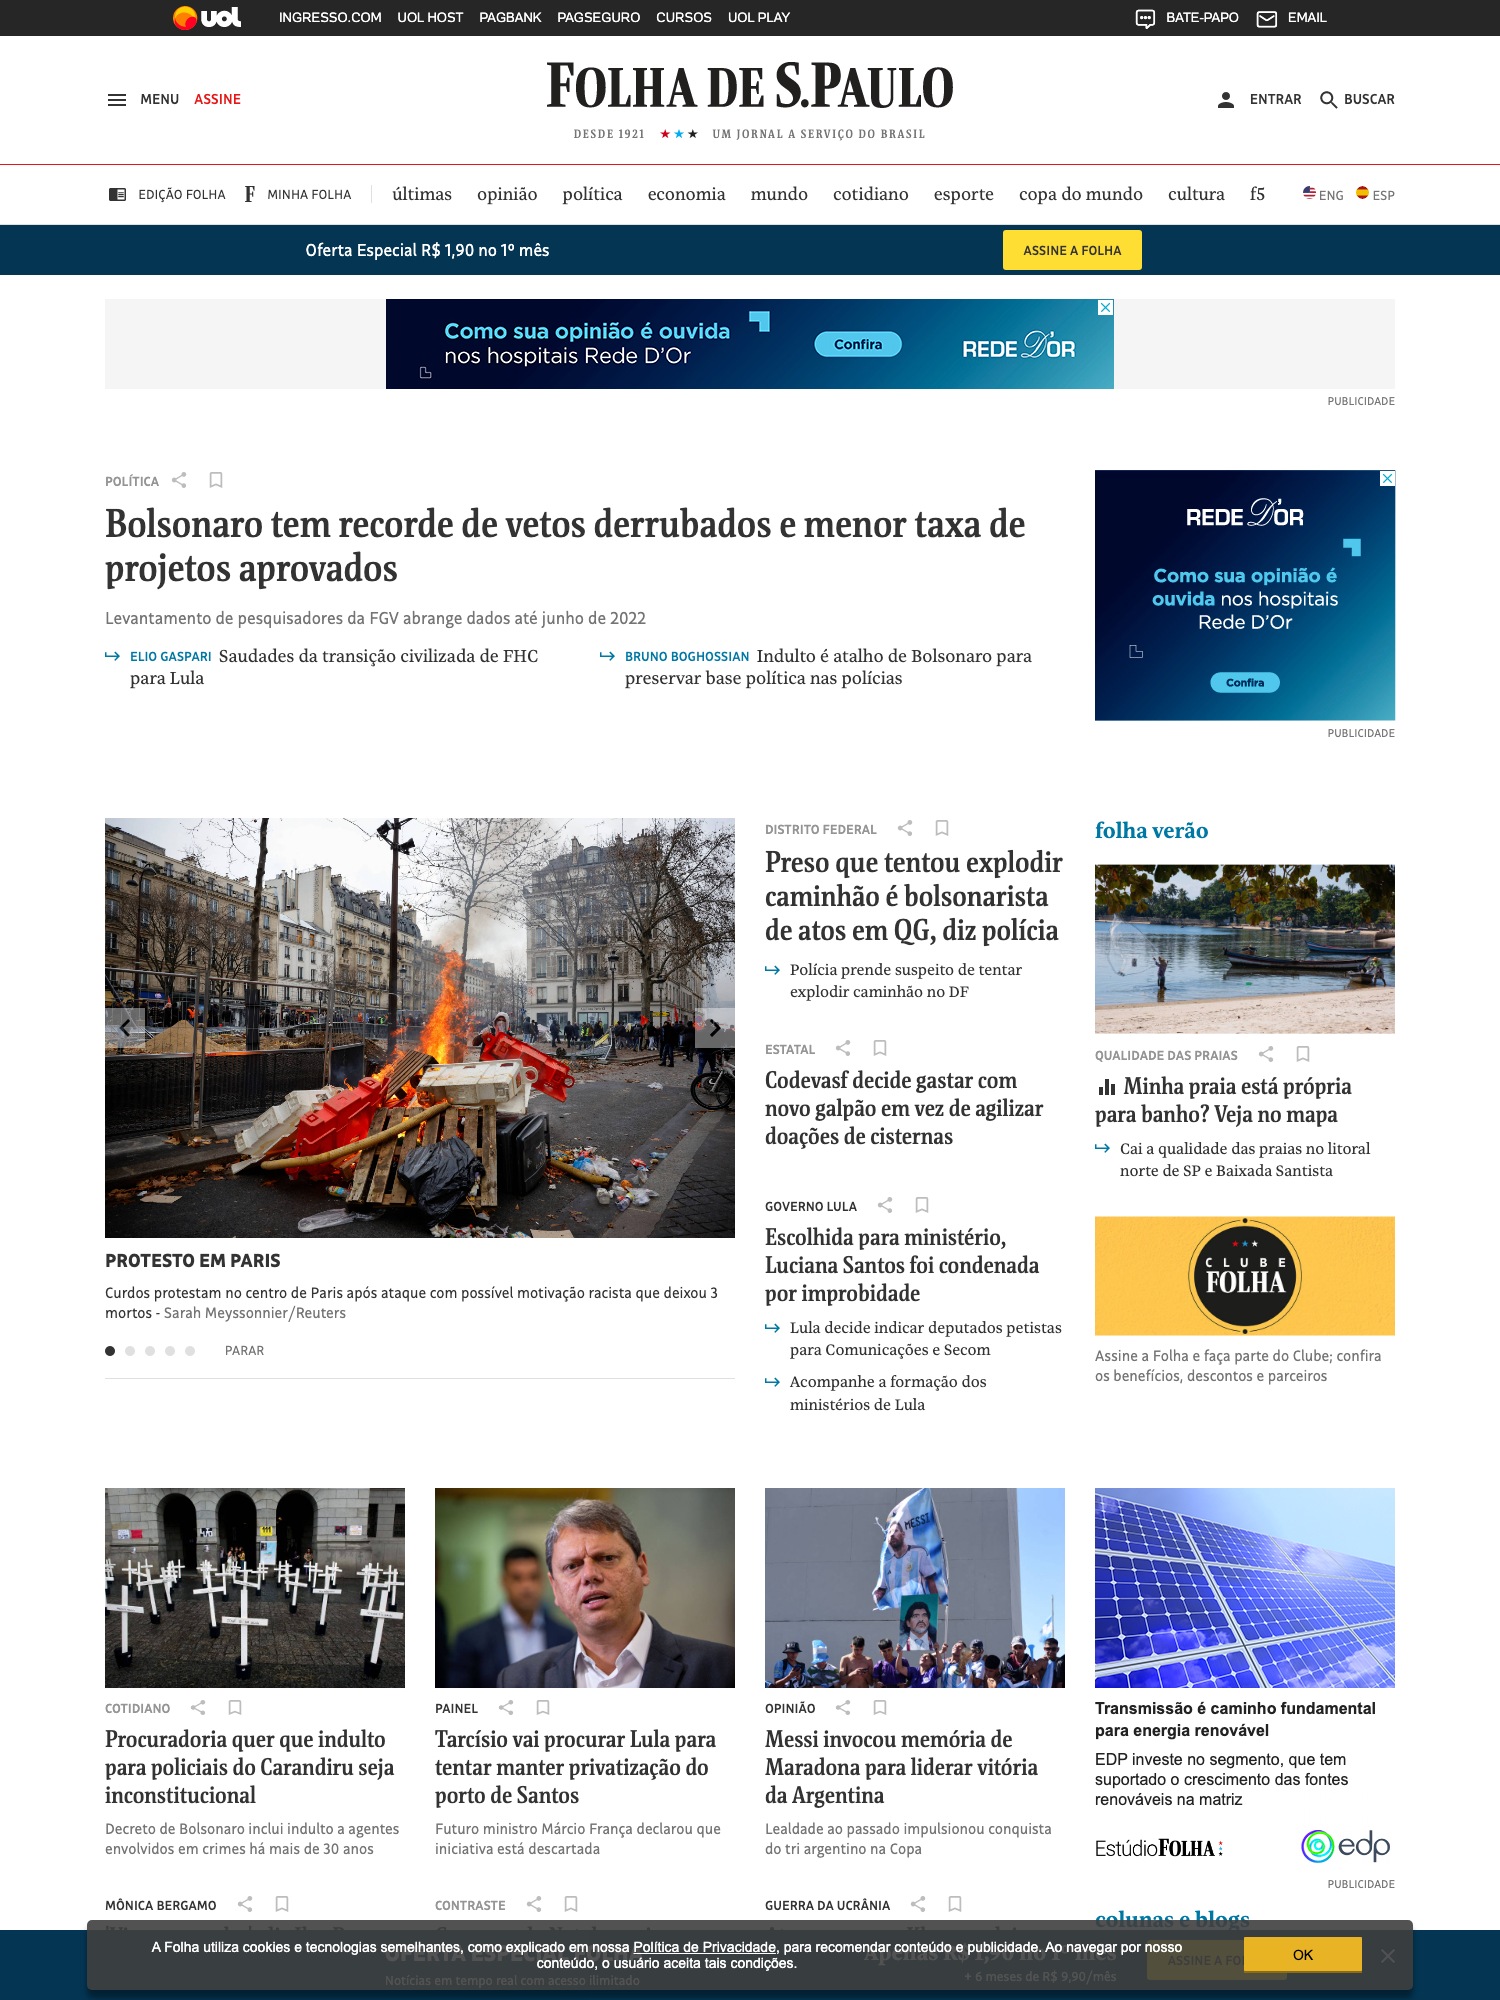 uol INGRESSO.COM UOL HOST PAGBANK PAGSEGURO CURSOS UOL PLAY BATE-PAPO EMAIL
MENU ASSINE
FOLHA DE S.PAULO
DESDE 1921 ★★★ UM JORNAL A SERVIÇO DO BRASIL
ENTRAR BUSCAR
EDIÇÃO FOLHA F MINHA FOLHA últimas opinião política economia mundo cotidiano esporte copa do mundo cultura f5 ENG ESP
Oferta Especial R$ 1,90 no 1º mês ASSINE A FOLHA
Como sua opinião é ouvida
nos hospitais Rede D'Or
Confira
REDE D'OR
PUBLICIDADE
POLÍTICA
Bolsonaro tem recorde de vetos derrubados e menor taxa de
projetos aprovados
Levantamento de pesquisadores da FGV abrange dados até junho de 2022
ELIO GASPARI Saudades da transição civilizada de FHC
para Lula
BRUNO BOGHOSSIAN Indulto é atalho de Bolsonaro para
preservar base política nas polícias
REDE D'OR
Como sua opinião é
ouvida nos hospitais
Rede D'Or
Confira
PUBLICIDADE
PROTESTO EM PARIS
Curdos protestam no centro de Paris após ataque com possível motivação racista que deixou 3
mortos - Sarah Meyssonnier/Reuters
PARAR
DISTRITO FEDERAL
Preso que tentou explodir
caminhão é bolsonarista
de atos em QG, diz polícia
Polícia prende suspeito de tentar
explodir caminhão no DF
ESTATAL
Codevasf decide gastar com
novo galpão em vez de agilizar
doações de cisternas
GOVERNO LULA
Escolhida para ministério,
Luciana Santos foi condenada
por improbidade
Lula decide indicar deputados petistas
para Comunicações e Secom
Acompanhe a formação dos
ministérios de Lula
folha verão
QUALIDADE DAS PRAIAS
Minha praia está própria
para banho? Veja no mapa
Cai a qualidade das praias no litoral
norte de SP e Baixada Santista
CLUBE
FOLHA
Assine a Folha e faça parte do Clube; confira
os benefícios, descontos e parceiros
COTIDIANO
Procuradoria quer que indulto
para policiais do Carandiru seja
inconstitucional
Decreto de Bolsonaro inclui indulto a agentes
envolvidos em crimes há mais de 30 anos
PAINEL
Tarcísio vai procurar Lula para
tentar manter privatização do
porto de Santos
Futuro ministro Márcio França declarou que
iniciativa está descartada
MESSI
OPINIÃO
Messi invocou memória de
Maradona para liderar vitória
da Argentina
Lealdade ao passado impulsionou conquista
do tri argentino na Copa
Transmissão é caminho fundamental
para energia renovável
EDP investe no segmento, que tem
suportado o crescimento das fontes
renováveis na matriz
EstúdioFOLHA edp
PUBLICIDADE
MÔNICA BERGAMO
CONTRASTE
GUERRA DA UCRÂNIA
colunas e blogs
A Folha utiliza cookies e tecnologias semelhantes, como explicado em nossa Política de Privacidade, para recomendar conteúdo e publicidade. Ao navegar por nosso
conteúdo, o usuário aceita tais condições.
OK
Notícias em tempo real com acesso ilimitado
+ 6 meses de R$ 9,90/mês